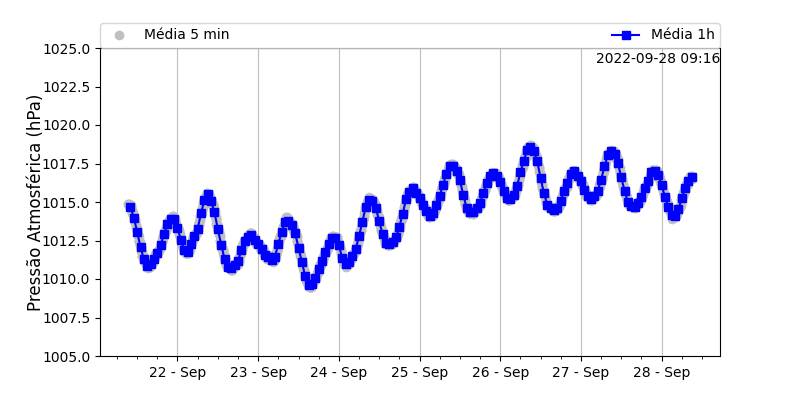 Média 5 min
Média 1h
2022-09-28 09:16
Pressão Atmosférica (hPa)
1025.0
1022.5
1020.0
1017.5
1015.0
1012.5
1010.0
1007.5
1005.0
22 - Sep
23 - Sep
24 - Sep
25 - Sep
26 - Sep
27 - Sep
28 - Sep